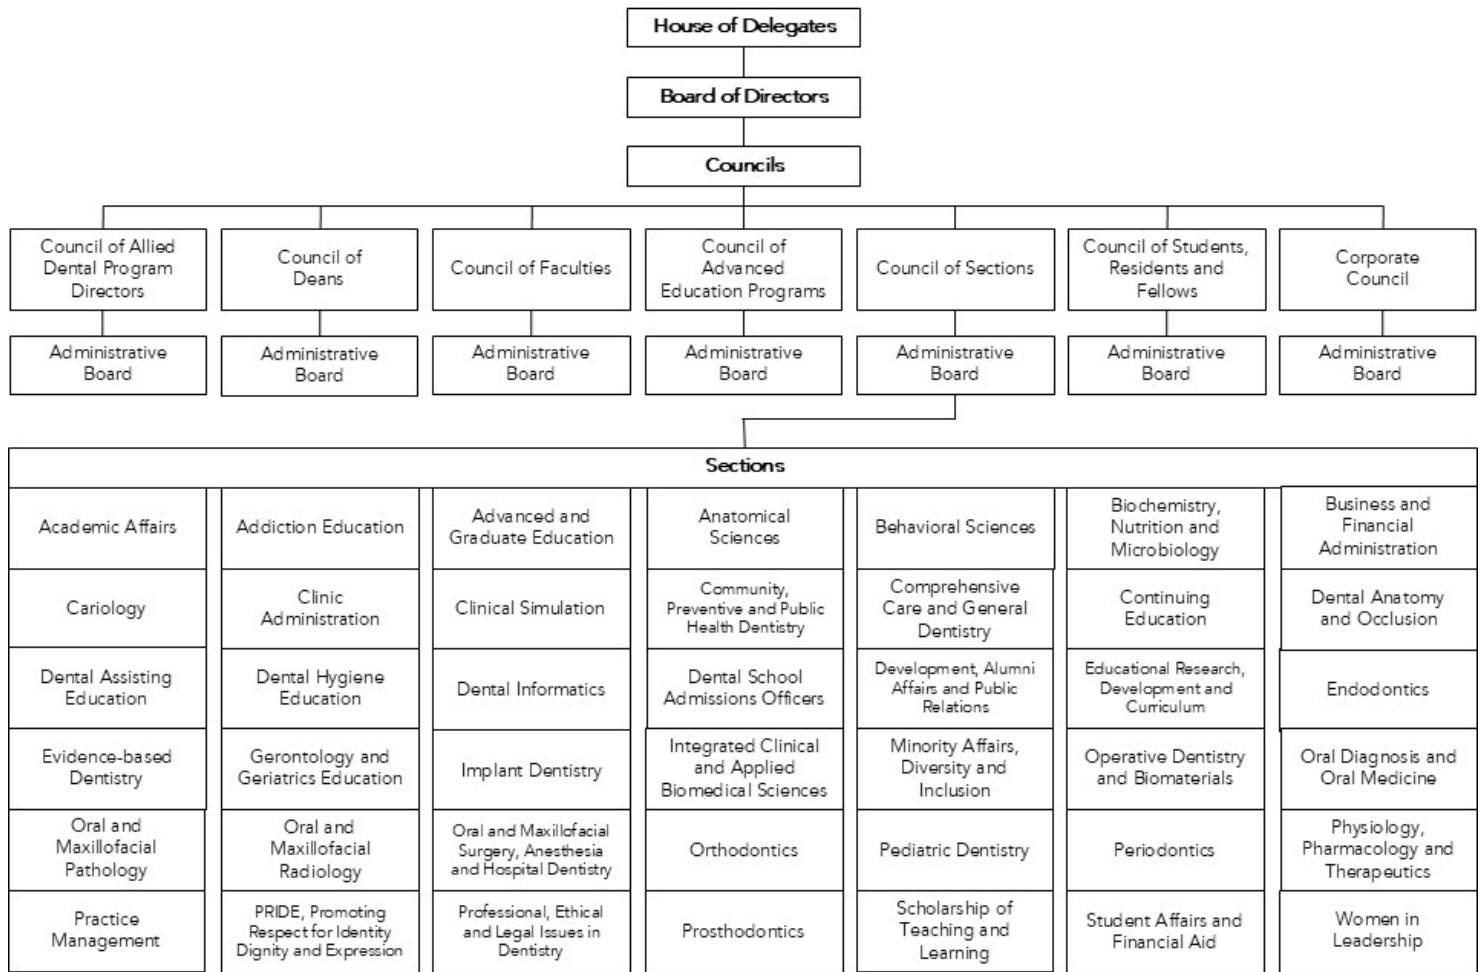 House of Delegates
Board of Directors
Councils
Council of Allied
Dental Program
Directors
Council of
Deans
Council of Faculties
Council of
Advanced
Education Programs
Council of Sections
Council of Students,
Residents and
Fellows
Corporate
Council
Administrative
Board
Administrative
Board
Administrative
Board
Administrative
Board
Administrative
Board
Administrative
Board
Administrative
Board
Sections
Academic Affairs
Addiction Education
Advanced and
Graduate Education
Anatomical
Sciences
Behavioral Sciences
Biochemistry,
Nutrition and
Microbiology
Business and
Financial
Administration
Cariology
Clinic
Administration
Clinical Simulation
Community,
Preventive and Public
Health Dentistry
Comprehensive
Care and General
Dentistry
Continuing
Education
Dental Anatomy
and Occlusion
Dental Assisting
Education
Dental Hygiene
Education
Dental Informatics
Dental School
Admissions Officers
Development, Alumni
Affairs and Public
Relations
Educational Research,
Development and
Curriculum
Endodontics
Evidence-based
Dentistry
Gerontology and
Geriatrics Education
Implant Dentistry
Integrated Clinical
and Applied
Biomedical Sciences
Minority Affairs,
Diversity and
Inclusion
Operative Dentistry
and Biomaterials
Oral Diagnosis and
Oral Medicine
Oral and
Maxillofacial
Pathology
Oral and
Maxillofacial
Radiology
Oral and Maxillofacial
Surgery, Anesthesia
and Hospital Dentistry
Orthodontics
Pediatric Dentistry
Periodontics
Physiology,
Pharmacology and
Therapeutics
Practice
Management
PRIDE, Promoting
Respect for Identity
Dignity and Expression
Professional, Ethical
and Legal Issues in
Dentistry
Prosthodontics
Scholarship of
Teaching and
Learning
Student Affairs and
Financial Aid
Women in
Leadership